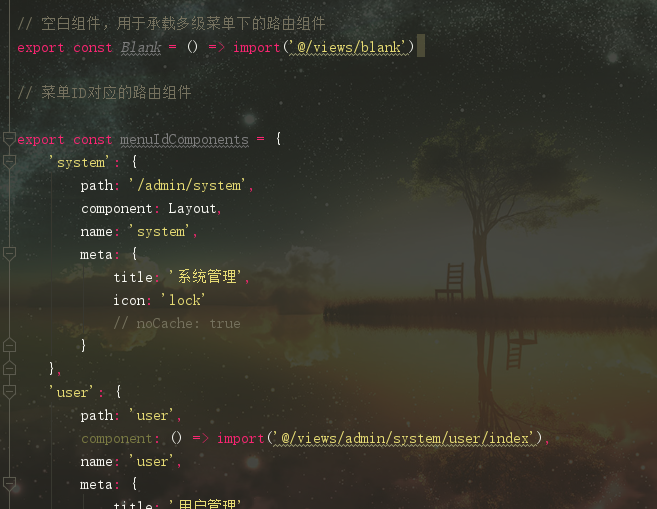 // 空白组件，用于承载多级菜单下的路由组件
export const Blank = () => import('@/views/blank')
// 菜单ID对应的路由组件
export const menuIdComponents = {
'system': {
path: '/admin/system',
component: Layout,
name: 'system',
meta: {
title: '系统管理',
icon: 'lock'
// noCache: true
}
},
'user': {
path: 'user',
component: () => import('@/views/admin/system/user/index'),
name: 'user',
meta: {
title: '用户管理'